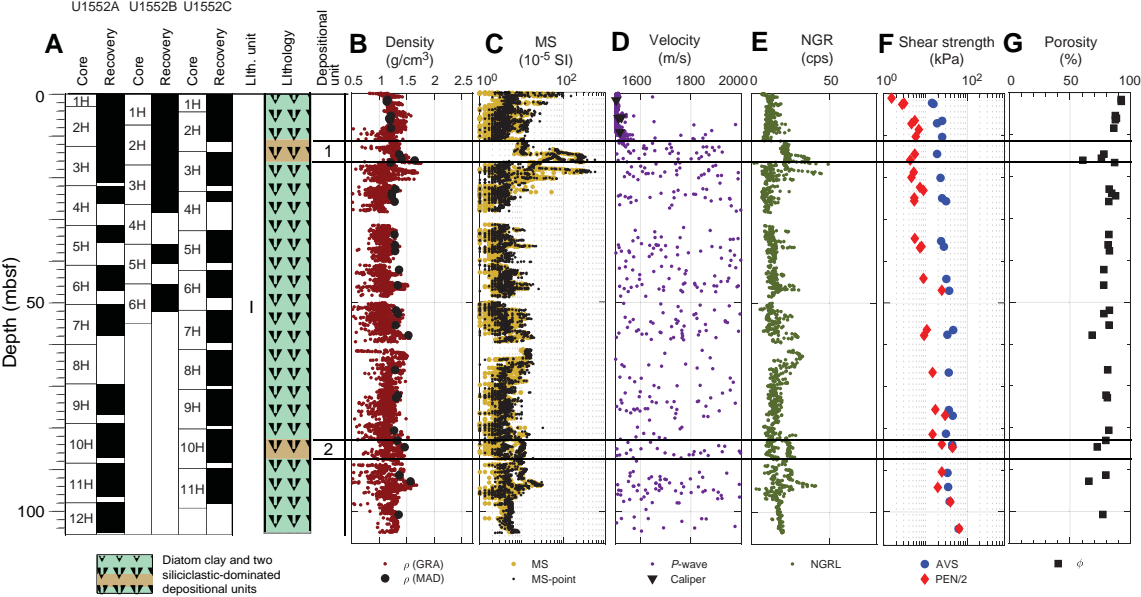 U1552A U1552B U1552C
A
Core
Recovery
Core
Recovery
Core
Recovery
Lith. unit
Lithology
Depositional
unit
B
Density
(g/cm³)
C
MS
(10⁻⁵ SI)
D
Velocity
(m/s)
E
NGR
(cps)
F
Shear strength
(kPa)
G
Porosity
(%)
0.5 1 1.5 2 2.5
10⁰ 10²
1600 1800 2000
0 50
10⁰ 10²
0 50 100
Depth (mbsf)
0
50
100
1H
2H
3H
4H
5H
6H
7H
8H
9H
10H
11H
12H
1H
2H
3H
4H
5H
6H
1H
2H
3H
4H
5H
6H
7H
8H
9H
10H
11H
I
1
2
Diatom clay and two
siliciclastic-dominated
depositional units
ρ (GRA)
ρ (MAD)
MS
MS-point
P-wave
Caliper
NGRL
AVS
PEN/2
ϕ